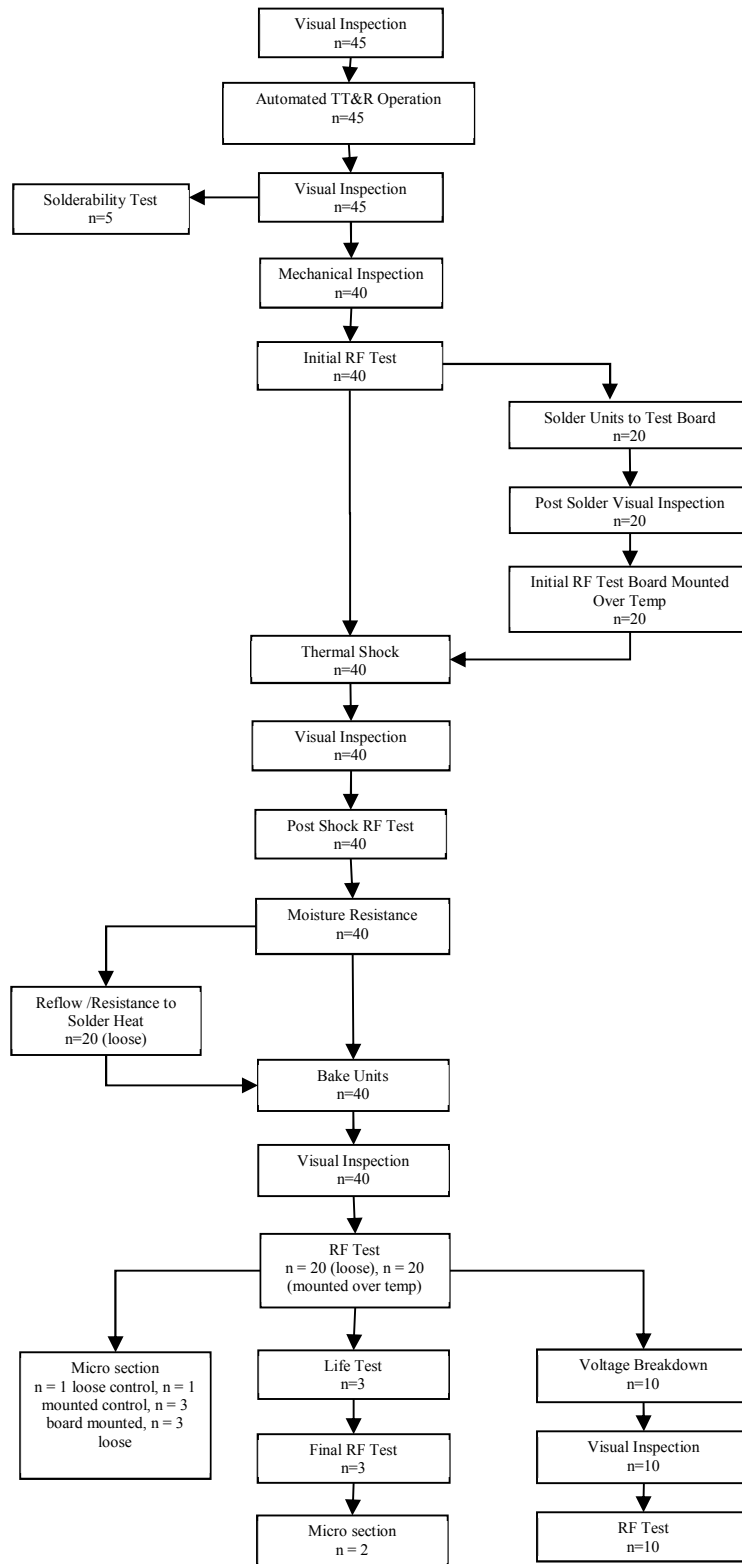 Visual Inspection
n=45
Automated TT&R Operation
n=45
Visual Inspection
n=45
Solderability Test
n=5
Mechanical Inspection
n=40
Initial RF Test
n=40
Solder Units to Test Board
n=20
Post Solder Visual Inspection
n=20
Initial RF Test Board Mounted
Over Temp
n=20
Thermal Shock
n=40
Visual Inspection
n=40
Post Shock RF Test
n=40
Moisture Resistance
n=40
Reflow /Resistance to
Solder Heat
n=20 (loose)
Bake Units
n=40
Visual Inspection
n=40
RF Test
n = 20 (loose), n = 20
(mounted over temp)
Micro section
n = 1 loose control, n = 1
mounted control, n = 3
board mounted, n = 3
loose
Life Test
n=3
Final RF Test
n=3
Micro section
n = 2
Voltage Breakdown
n=10
Visual Inspection
n=10
RF Test
n=10